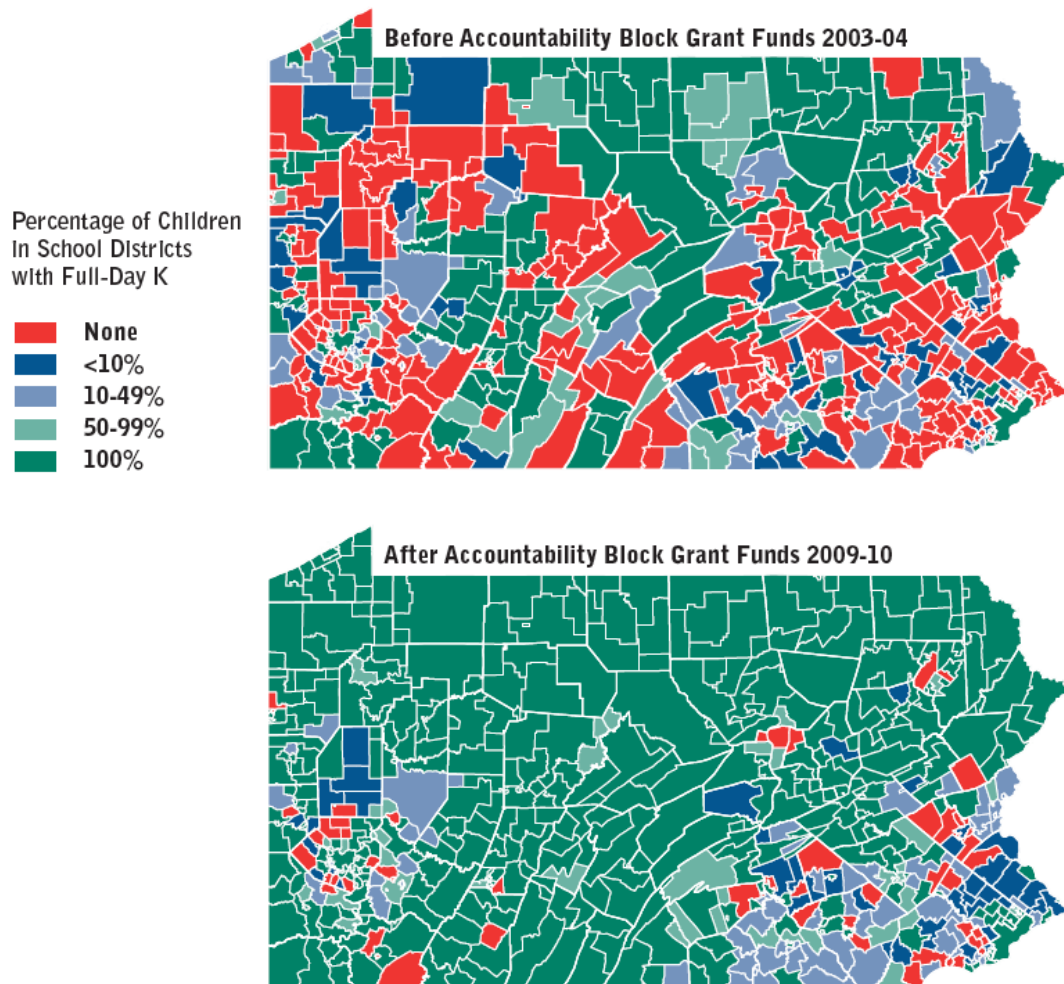 Before Accountability Block Grant Funds 2003-04
Percentage of Children
in School Districts
with Full-Day K
None
<10%
10-49%
50-99%
100%
After Accountability Block Grant Funds 2009-10